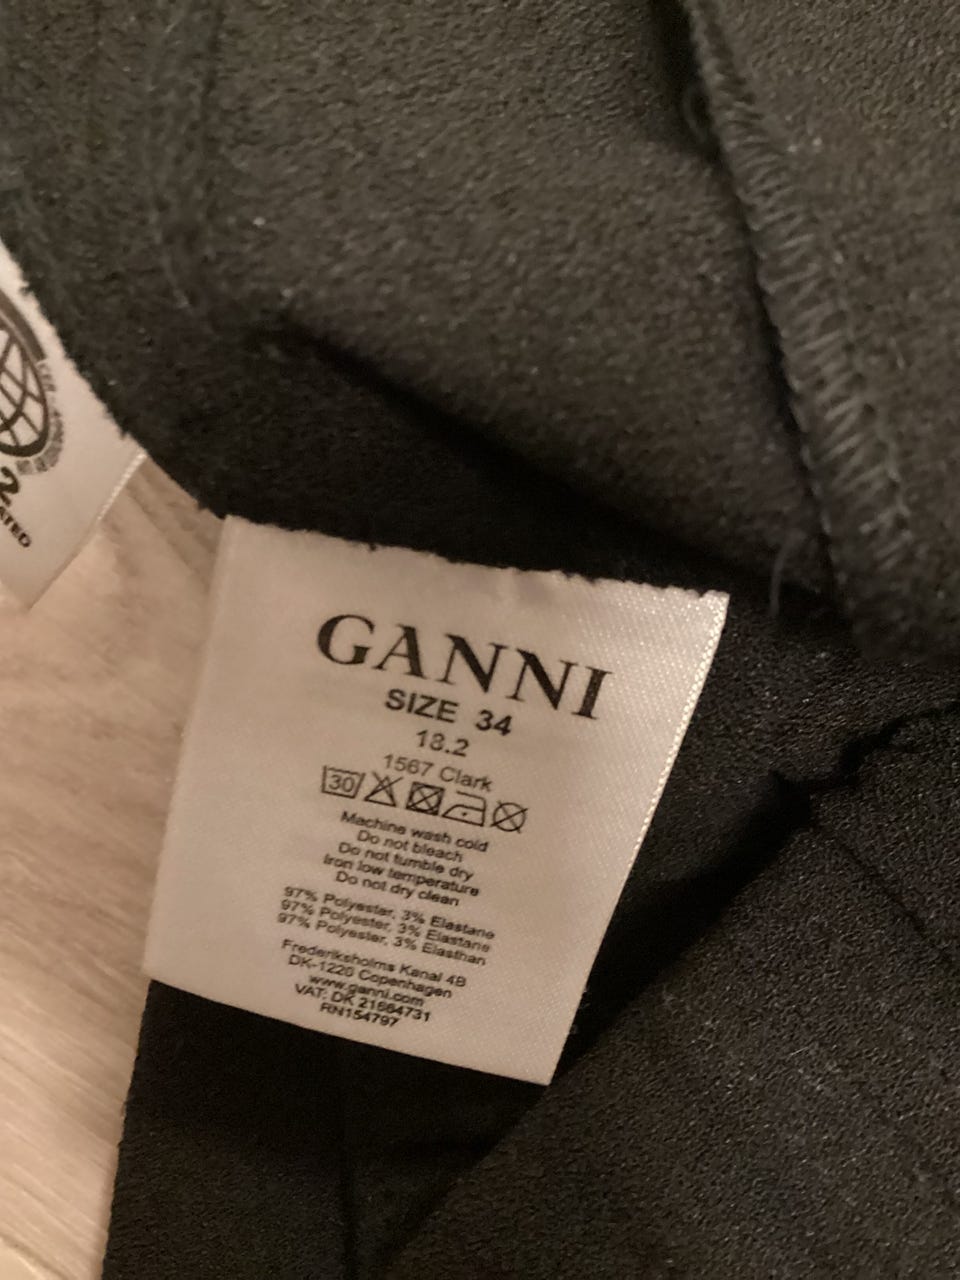 2
GANNI
SIZE 34
18.2
1567 Clark
30
Machine wash cold
Do not bleach
Do not tumble dry
Iron low temperature
Do not dry clean
97% Polyester, 3% Elastane
97% Polyester, 3% Elastane
97% Polyester, 3% Elasthan
Frederiksholms Kanal 4B
DK-1220 Copenhagen
www.ganni.com
VAT: DK 21664731
RN154797